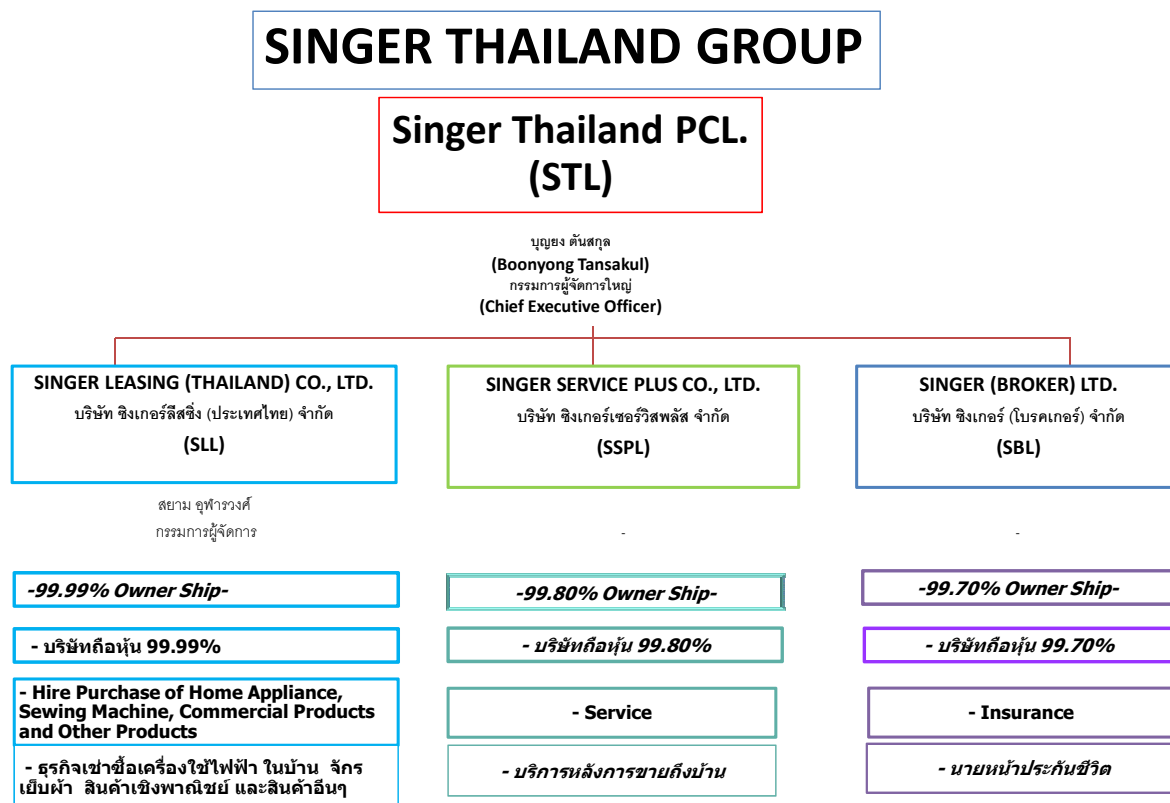 SINGER THAILAND GROUP
Singer Thailand PCL.
(STL)
บุญยง ตันสกุล
(Boonyong Tansakul)
กรรมการผู้จัดการใหญ่
(Chief Executive Officer)
SINGER LEASING (THAILAND) CO., LTD.
บริษัท ซิงเกอร์ลีสซิ่ง (ประเทศไทย) จำกัด
(SLL)
SINGER SERVICE PLUS CO., LTD.
บริษัท ซิงเกอร์เซอร์วิสพลัส จำกัด
(SSPL)
SINGER (BROKER) LTD.
บริษัท ซิงเกอร์ (โบรคเกอร์) จำกัด
(SBL)
สยาม อุฬารวงศ์
กรรมการผู้จัดการ
-
-
-99.99% Owner Ship-
-99.80% Owner Ship-
-99.70% Owner Ship-
- บริษัทถือหุ้น 99.99%
- บริษัทถือหุ้น 99.80%
- บริษัทถือหุ้น 99.70%
- Hire Purchase of Home Appliance,
Sewing Machine, Commercial Products
and Other Products
- Service
- Insurance
- ธุรกิจเช่าซื้อเครื่องใช้ไฟฟ้า ในบ้าน จักร
เย็บผ้า สินค้าเชิงพาณิชย์ และสินค้าอื่นๆ
- บริการหลังการขายถึงบ้าน
- นายหน้าประกันชีวิต